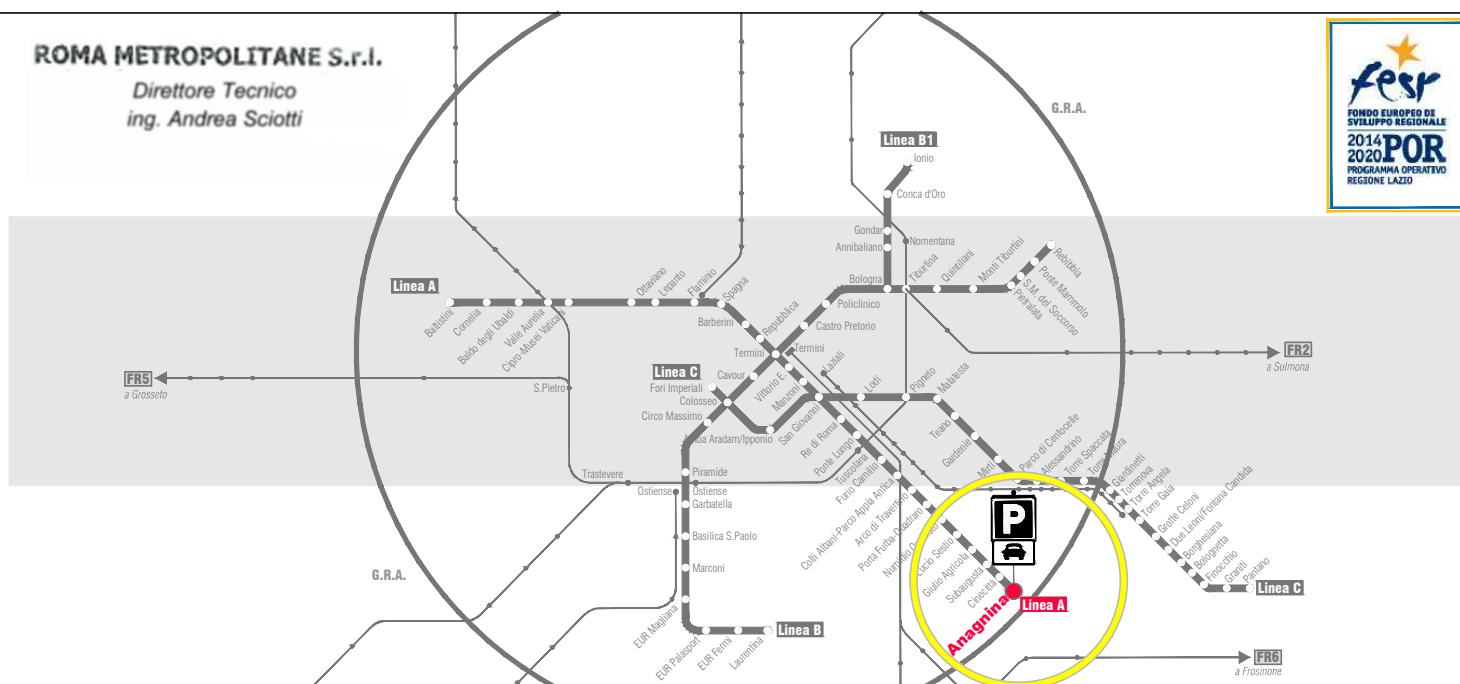 ROMA METROPOLITANE S.r.l.
Direttore Tecnico
ing. Andrea Sciotti
fesr
FONDO EUROPEO DI
SVILUPPO REGIONALE
2014
2020 POR
PROGRAMMA OPERATIVO
REGIONE LAZIO
G.R.A.
Linea B1
Ionio
Conca d'Oro
Gondar
Annibaliano
Nomentana
Bologna
Tiburtina
Quintiliani
Monti Tiburtini
Rebibbia
Ponte Mammolo
S.M. del Soccorso
Pietralata
Policlinico
Castro Pretorio
Linea A
Battistini
Cornelia
Baldo degli Ubaldi
Valle Aurelia
Cipro-Musei Vaticani
Ottaviano
Lepanto
Flaminio
Spagna
Barberini
Repubblica
Termini
Termini
Laziali
FR2
a Sulmona
FR5
a Grosseto
S.Pietro
Linea C
Fori Imperiali
Cavour
Colosseo
Vittorio E.
Manzoni
Circo Massimo
Aradam/Ipponio
San Giovanni
Lodi
Pigneto
Malatesta
Teano
Gardenie
Mirti
Parco di Centocelle
Alessandrino
Torre Spaccata
Torre Maura
Giardinetti
Torrenova
Torre Angela
Torre Gaia
Grotte Celoni
Due Leoni/Fontana Candida
Borghesiana
Bolognetta
Finocchio
Graniti
Pantano
Linea C
Re di Roma
Ponte Lungo
Tuscolana
Furio Camillo
Colli Albani-Parco Appia Antica
Arco di Travertino
Porta Furba-Quadraro
Lucio Sestio
Giulio Agricola
Subaugusta
Cinecittà
Anagnina
Linea A
P
Trastevere
Piramide
Ostiense
Ostiense
Garbatella
Basilica S.Paolo
Marconi
EUR Magliana
EUR Palasport
EUR Fermi
Laurentina
Linea B
G.R.A.
FR6
a Frosinone